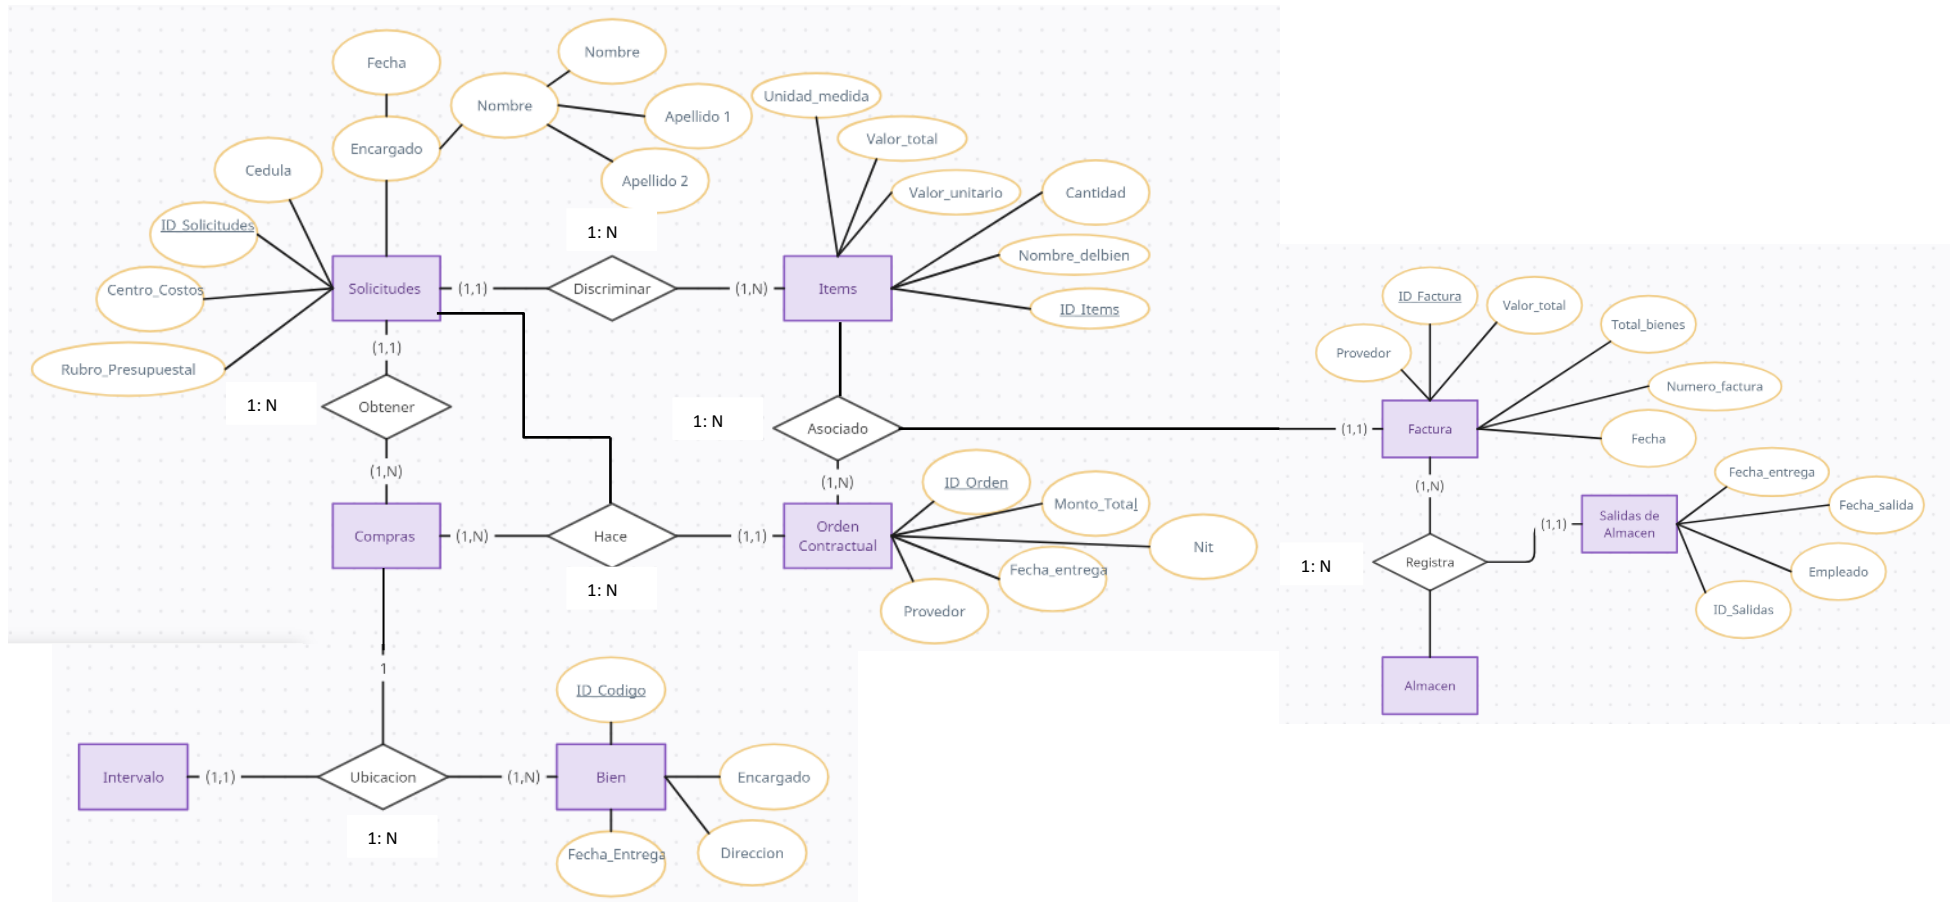 Fecha
Nombre
Nombre
Apellido 1
Encargado
Apellido 2
Cedula
ID_Solicitudes
Centro_Costos
Rubro_Presupuestal
Unidad_medida
Valor_total
Valor_unitario
Cantidad
Nombre_delbien
ID_Items
1: N
Solicitudes
(1,1)
Discriminar
(1,N)
Items
(1,1)
1: N
Obtener
(1,N)
1: N
Asociado
(1,1)
(1,N)
ID_Factura
Valor_total
Total_bienes
Provedor
Numero_factura
Factura
Fecha
(1,N)
Fecha_entrega
Fecha_salida
Salidas de
Almacen
(1,1)
Empleado
ID_Salidas
1: N
Registra
Almacen
Compras
(1,N)
Hace
(1,1)
Orden
Contractual
1: N
ID_Orden
Monto_Total
Nit
Fecha_entrega
Provedor
1
ID_Codigo
Intervalo
(1,1)
Ubicacion
(1,N)
Bien
Encargado
1: N
Fecha_Entrega
Direccion